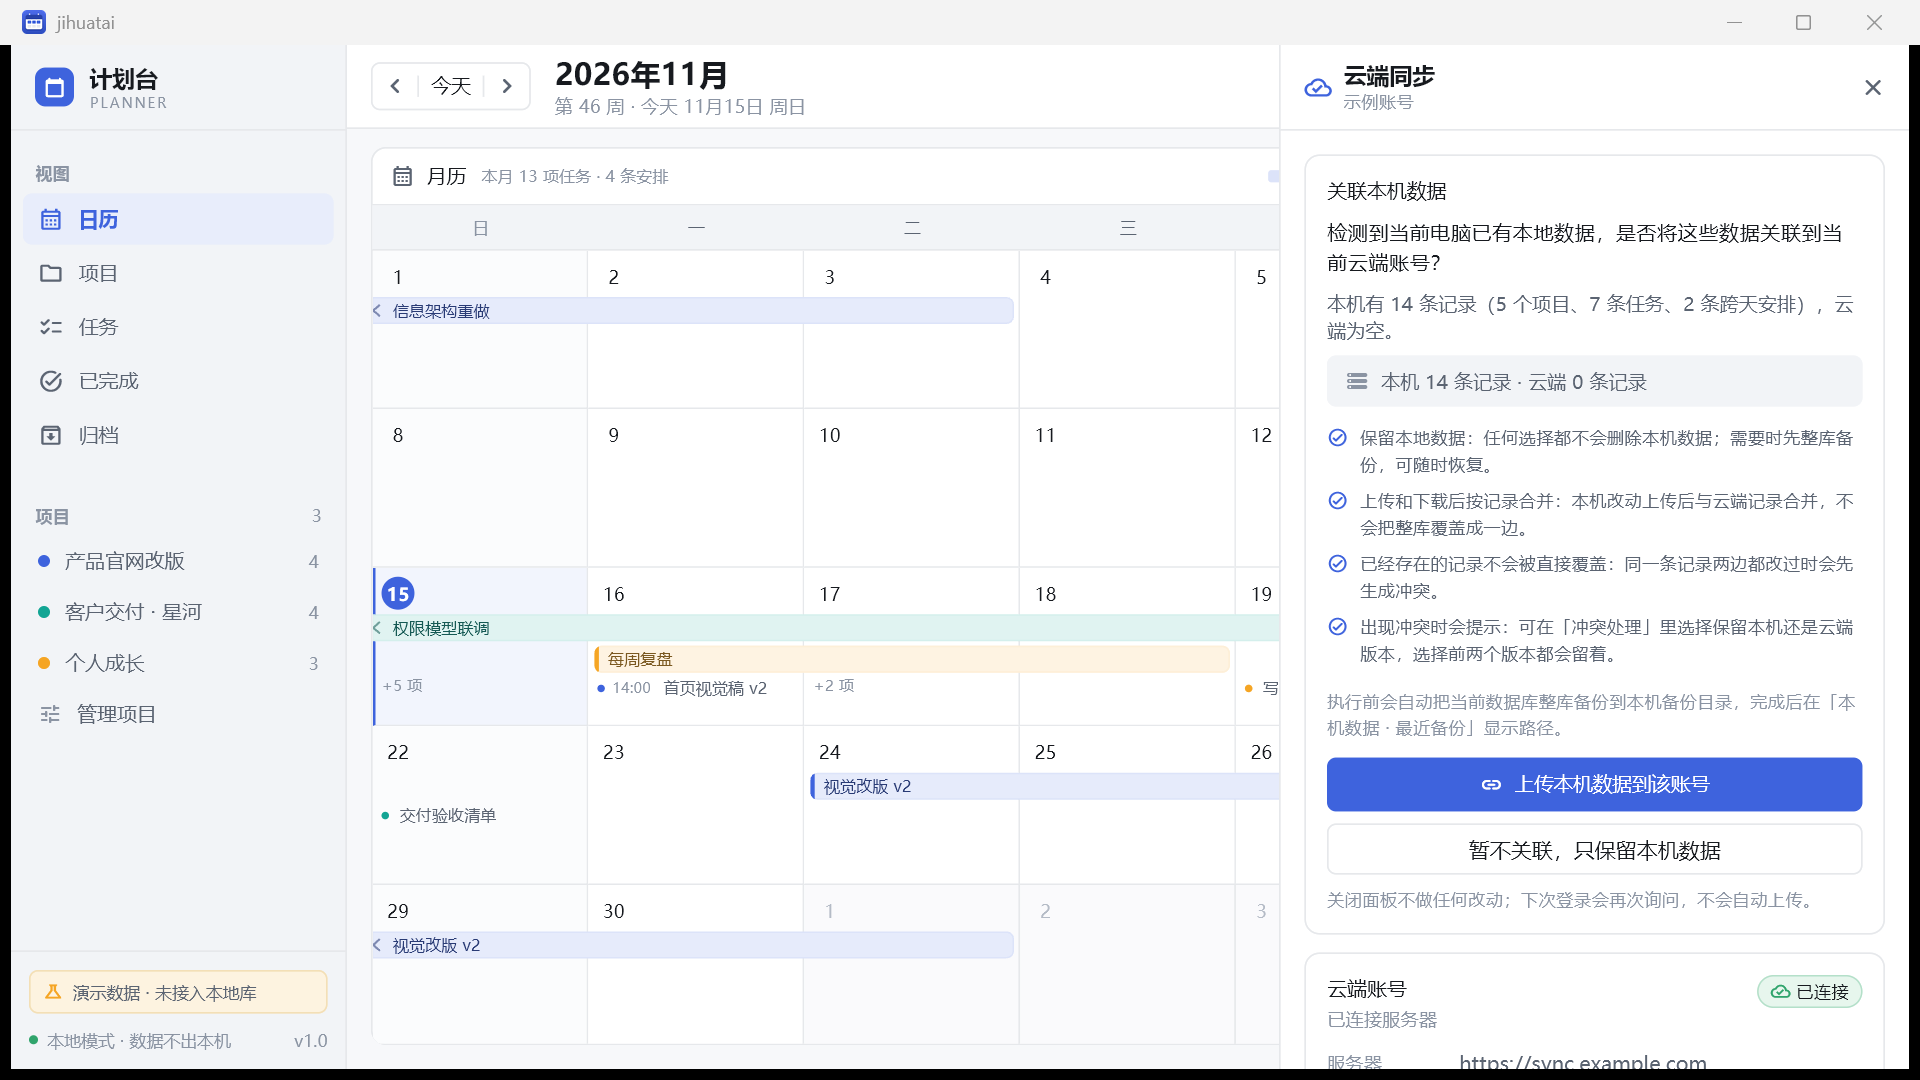 jihuatai
计划台
PLANNER
视图
日历
项目
任务
已完成
归档
项目 3
产品官网改版 4
客户交付 · 星河 4
个人成长 3
管理项目
演示数据 · 未接入本地库
本地模式 · 数据不出本机 v1.0
今天
2026年11月
第 46 周 · 今天 11月15日 周日
月历 本月 13 项任务 · 4 条安排
日 一 二 三
1 2 3 4 5
信息架构重做
8 9 10 11 12
15 16 17 18 19
权限模型联调
每周复盘
+5 项
14:00 首页视觉稿 v2
+2 项
写
22 23 24 25 26
视觉改版 v2
交付验收清单
29 30 1 2 3
视觉改版 v2
云端同步
示例账号
关联本机数据
检测到当前电脑已有本地数据，是否将这些数据关联到当
前云端账号？
本机有 14 条记录（5 个项目、7 条任务、2 条跨天安排），云
端为空。
本机 14 条记录 · 云端 0 条记录
保留本地数据：任何选择都不会删除本机数据；需要时先整库备
份，可随时恢复。
上传和下载后按记录合并：本机改动上传后与云端记录合并，不
会把整库覆盖成一边。
已经存在的记录不会被直接覆盖：同一条记录两边都改过时会先
生成冲突。
出现冲突时会提示：可在「冲突处理」里选择保留本机还是云端
版本，选择前两个版本都会留着。
执行前会自动把当前数据库整库备份到本机备份目录，完成后在「本
机数据 · 最近备份」显示路径。
上传本机数据到该账号
暂不关联，只保留本机数据
关闭面板不做任何改动；下次登录会再次询问，不会自动上传。
云端账号
已连接
已连接服务器
服务器 https://sync.example.com